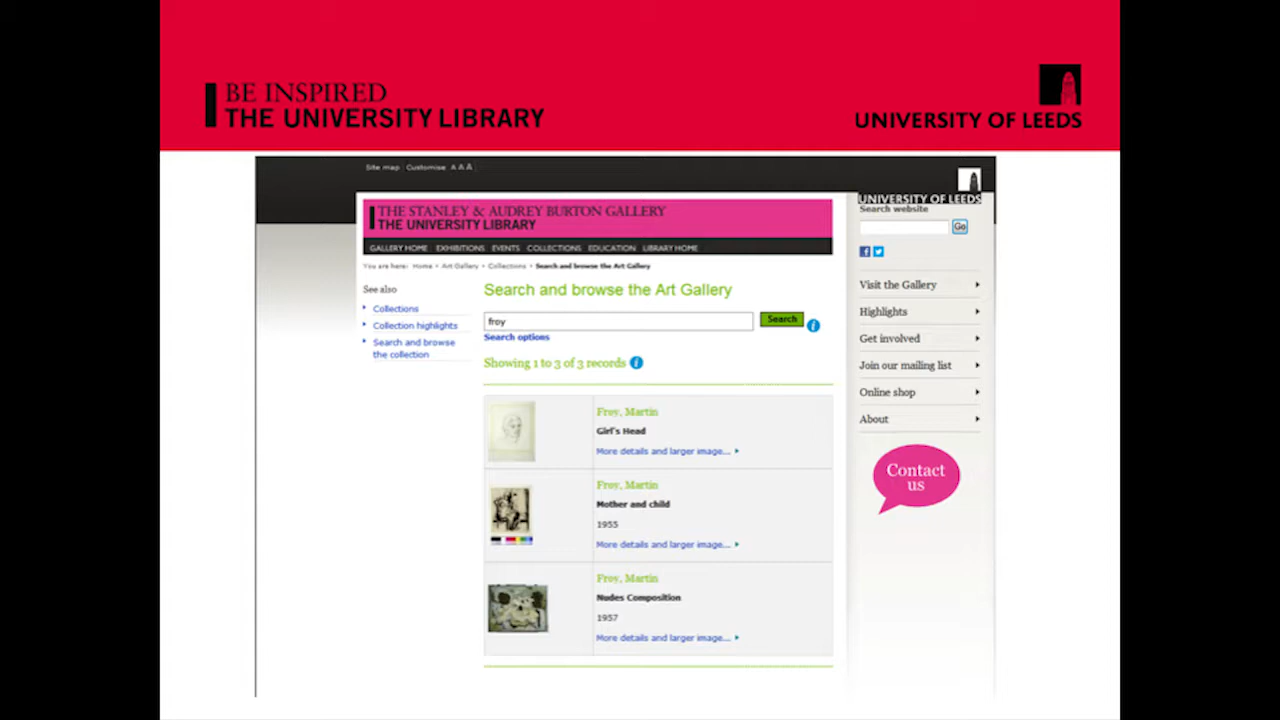 BE INSPIRED
THE UNIVERSITY LIBRARY
UNIVERSITY OF LEEDS
Site map Customise A A A
UNIVERSITY OF LEEDS
THE STANLEY & AUDREY BURTON GALLERY
THE UNIVERSITY LIBRARY
GALLERY HOME EXHIBITIONS EVENTS COLLECTIONS EDUCATION LIBRARY HOME
You are here: Home • Art Gallery • Collections • Search and browse the Art Gallery
See also
Collections
Collection highlights
Search and browse
the collection
Search and browse the Art Gallery
froy
Search
i
Search options
Showing 1 to 3 of 3 records i
Froy, Martin
Girl's Head
More details and larger image...
Froy, Martin
Mother and child
1955
More details and larger image...
Froy, Martin
Nudes Composition
1957
More details and larger image...
Search website
Go
Visit the Gallery
Highlights
Get involved
Join our mailing list
Online shop
About
Contact
us